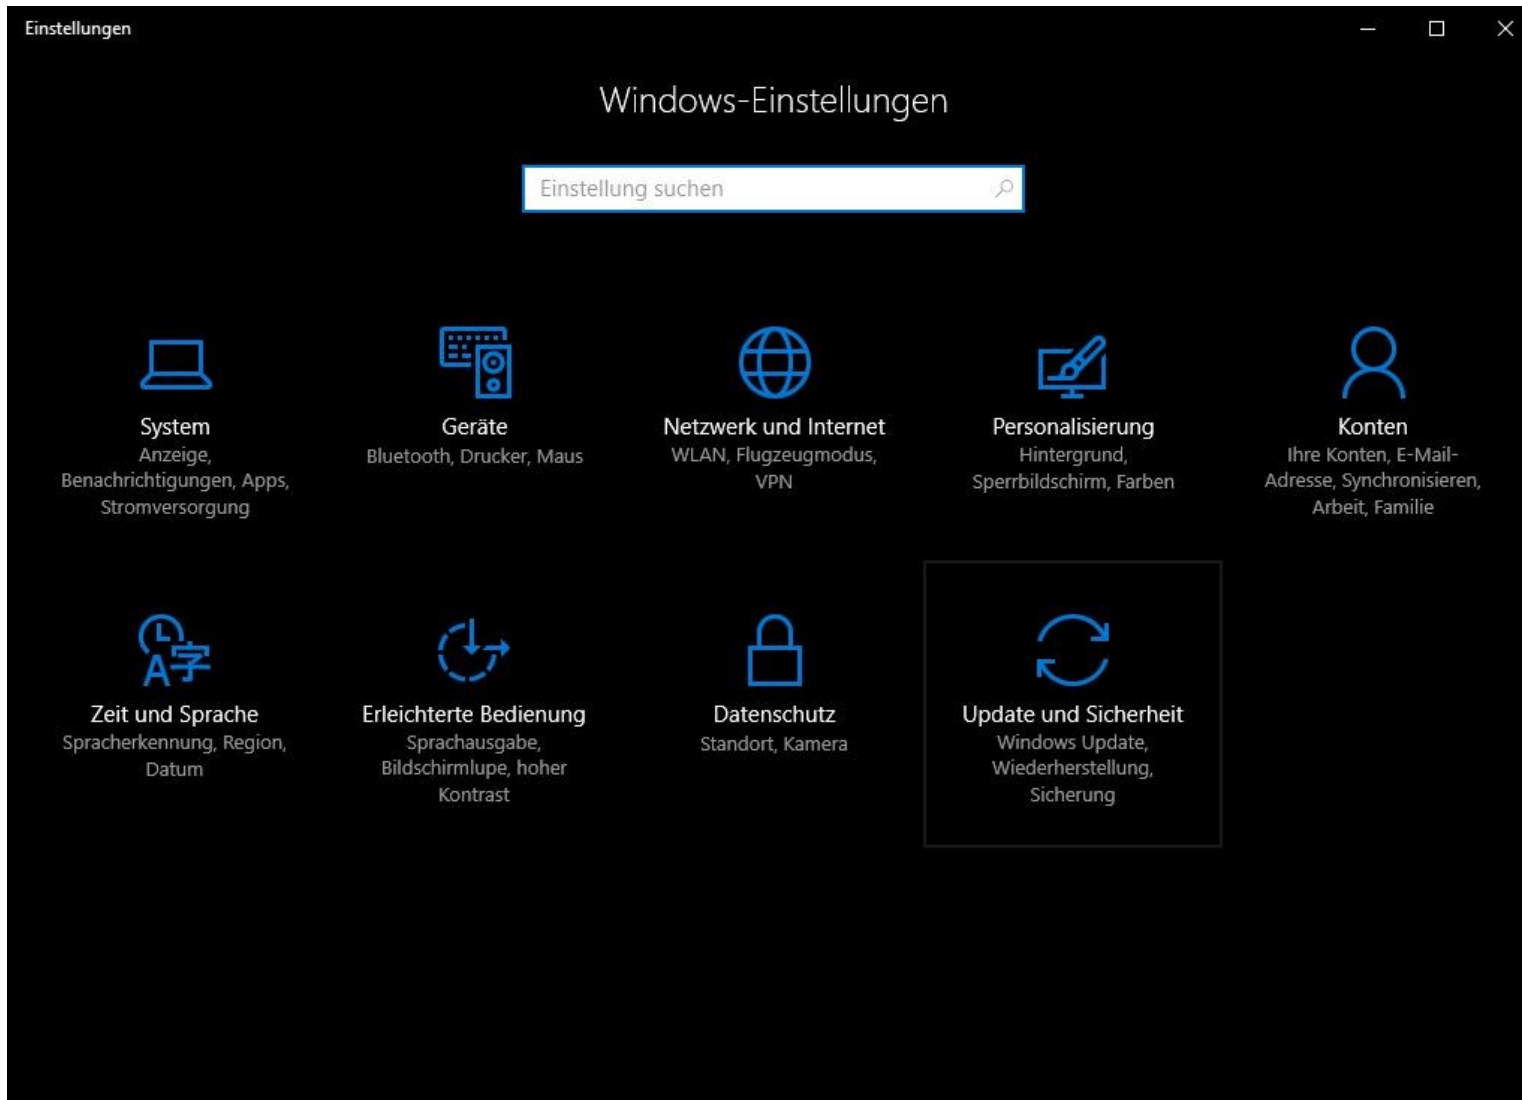 Einstellungen
Windows-Einstellungen
Einstellung suchen
System
Anzeige,
Benachrichtigungen, Apps,
Stromversorgung
Geräte
Bluetooth, Drucker, Maus
Netzwerk und Internet
WLAN, Flugzeugmodus,
VPN
Personalisierung
Hintergrund,
Sperrbildschirm, Farben
Konten
Ihre Konten, E-Mail-
Adresse, Synchronisieren,
Arbeit, Familie
A字
Zeit und Sprache
Spracherkennung, Region,
Datum
Erleichterte Bedienung
Sprachausgabe,
Bildschirmlupe, hoher
Kontrast
Datenschutz
Standort, Kamera
Update und Sicherheit
Windows Update,
Wiederherstellung,
Sicherung